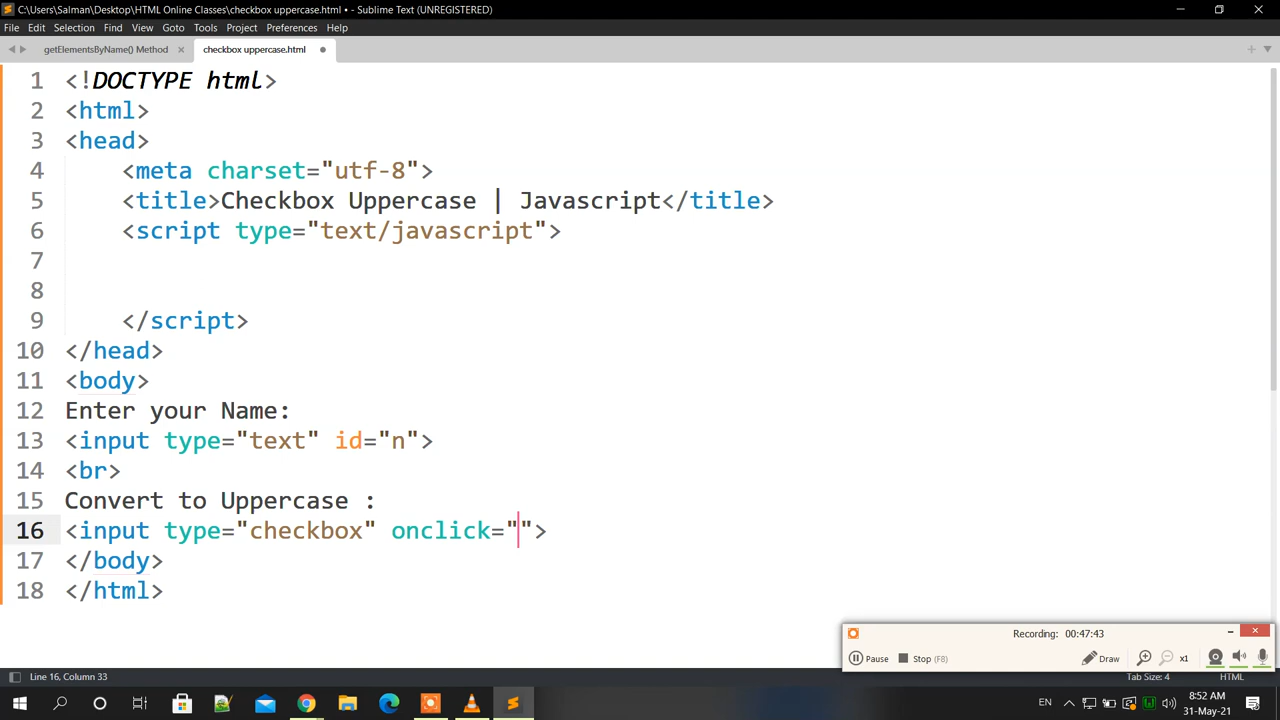 C:\Users\Salman\Desktop\HTML Online Classes\checkbox uppercase.html • - Sublime Text (UNREGISTERED)
File Edit Selection Find View Goto Tools Project Preferences Help
getElementsByName() Method × checkbox uppercase.html
1 <!DOCTYPE html>
2 <html>
3 <head>
4 <meta charset="utf-8">
5 <title>Checkbox Uppercase | Javascript</title>
6 <script type="text/javascript">
7
8
9 </script>
10 </head>
11 <body>
12 Enter your Name:
13 <input type="text" id="n">
14 <br>
15 Convert to Uppercase :
16 <input type="checkbox" onclick="">
17 </body>
18 </html>
Recording: 00:47:43
Pause Stop (F8) Draw x1
Line 16, Column 33 Tab Size: 4 HTML
EN 8:52 AM
31-May-21